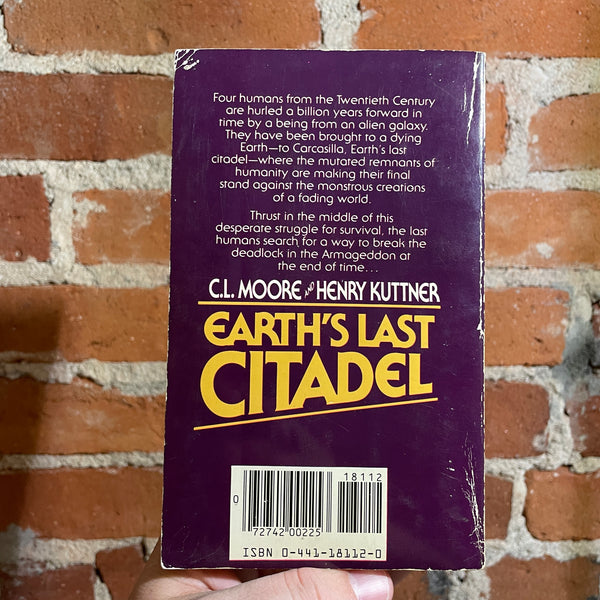 Four humans from the Twentieth Century
are hurled a billion years forward in
time by a being from an alien galaxy.
They have been brought to a dying
Earth—to Carcasilla, Earth's last
citadel—where the mutated remnants of
humanity are making their final
stand against the monstrous creations
of a fading world.
Thrust in the middle of this
desperate struggle for survival, the last
humans search for a way to break the
deadlock in the Armageddon at
the end of time...
C.L. MOORE AND HENRY KUTTNER
EARTH'S LAST
CITADEL
18112
0
72742 00225
ISBN 0-441-18112-0